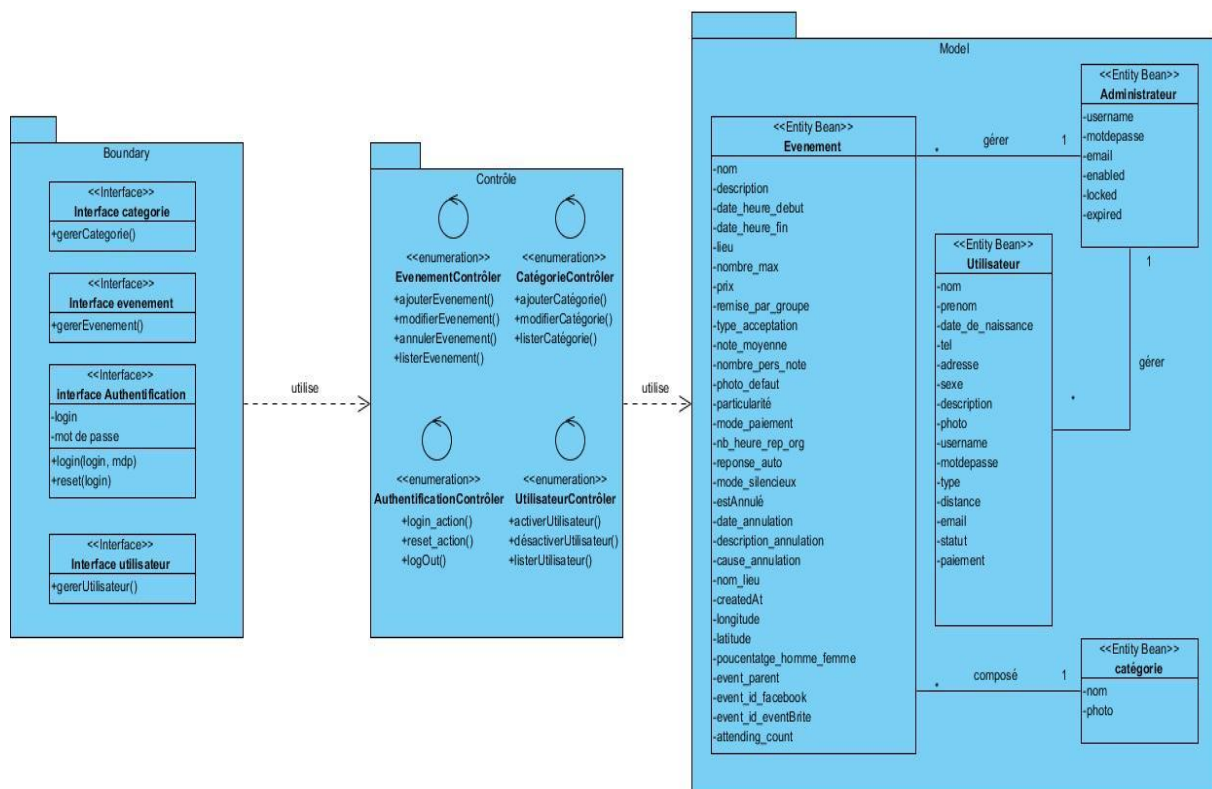 Boundary
<<Interface>>
Interface categorie
+gererCategorie()
<<Interface>>
Interface evenement
+gererEvenement()
<<Interface>>
interface Authentification
-login
-mot de passe
+login(login, mdp)
+reset(login)
<<Interface>>
Interface utilisateur
+gererUtilisateur()
utilise
Contrôle
<<enumeration>>
EvenementContrôler
+ajouterEvenement()
+modifierEvenement()
+annulerEvenement()
+listerEvenement()
<<enumeration>>
CatégorieContrôler
+ajouterCatégorie()
+modifierCatégorie()
+listerCatégorie()
<<enumeration>>
AuthentificationContrôler
+login_action()
+reset_action()
+logOut()
<<enumeration>>
UtilisateurContrôler
+activerUtilisateur()
+désactiverUtilisateur()
+listerUtilisateur()
utilise
Model
<<Entity Bean>>
Evenement
-nom
-description
-date_heure_debut
-date_heure_fin
-lieu
-nombre_max
-prix
-remise_par_groupe
-type_acceptation
-note_moyenne
-nombre_pers_note
-photo_defaut
-particularité
-mode_paiement
-nb_heure_rep_org
-reponse_auto
-mode_silencieux
-estAnnulé
-date_annulation
-description_annulation
-cause_annulation
-nom_lieu
-createdAt
-longitude
-latitude
-poucentatge_homme_femme
-event_parent
-event_id_facebook
-event_id_eventBrite
-attending_count
* gérer 1
<<Entity Bean>>
Administrateur
-username
-motdepasse
-email
-enabled
-locked
-expired
1
gérer
*
<<Entity Bean>>
Utilisateur
-nom
-prenom
-date_de_naissance
-tel
-adresse
-sexe
-description
-photo
-username
-motdepasse
-type
-distance
-email
-statut
-paiement
* composé 1
<<Entity Bean>>
catégorie
-nom
-photo